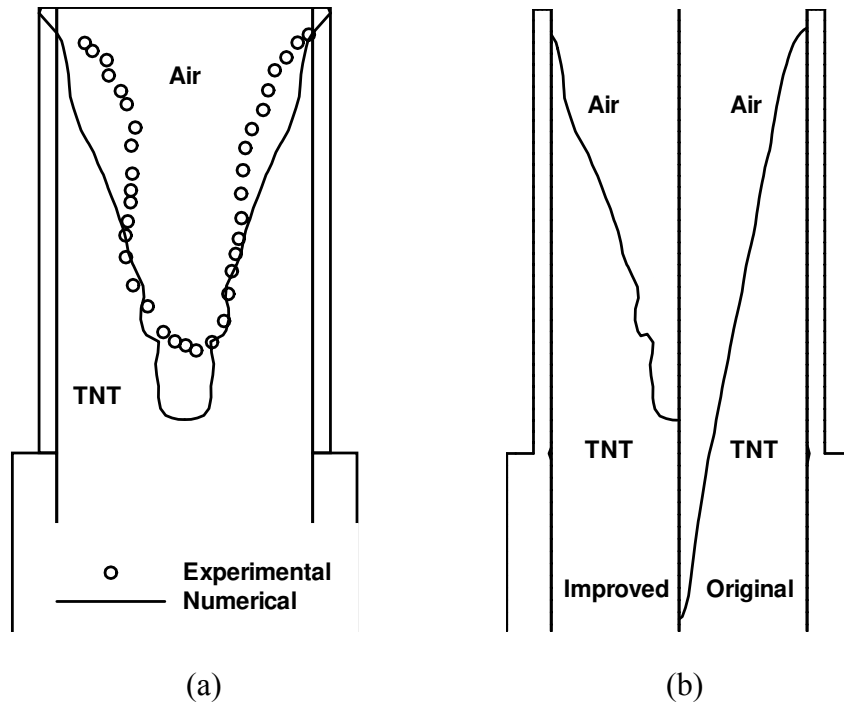 Air
TNT
Experimental
Numerical
(a)
Air
Air
TNT
TNT
Improved
Original
(b)